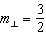 m⊥ = 3/2